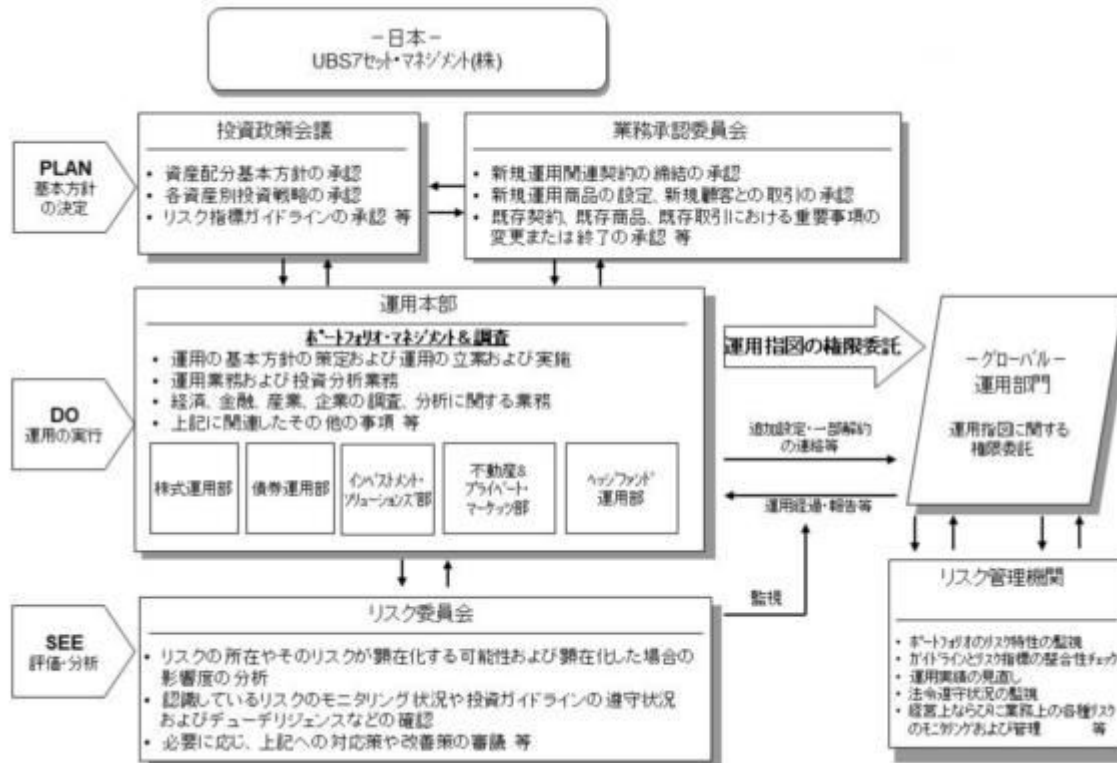 －日本－
UBSアセット・マネジメント(株)
PLAN
基本方針
の決定
投資政策会議
• 資産配分基本方針の承認
• 各資産別投資戦略の承認
• リスク指標ガイドラインの承認 等
業務承認委員会
• 新規運用関連契約の締結の承認
• 新規運用商品の設定、新規顧客との取引の承認
• 既存契約、既存商品、既存取引における重要事項の
変更または終了の承認 等
DO
運用の実行
運用本部
ポートフォリオ・マネジメント＆調査
• 運用の基本方針の策定および運用の立案および実施
• 運用業務および投資分析業務
• 経済、金融、産業、企業の調査、分析に関する業務
• 上記に関連したその他の事項 等
株式運用部
債券運用部
インベストメント・
ソリューションズ部
不動産&
プライベート・
マーケッツ部
ヘッジファンド
運用部
運用指図の権限委託
追加設定・一部解約
の連絡等
運用経過・報告等
監視
－グローバル－
運用部門
運用指図に関する
権限委託
SEE
評価・分析
リスク委員会
• リスクの所在やそのリスクが顕在化する可能性および顕在化した場合の
影響度の分析
• 認識しているリスクのモニタリング状況や投資ガイドラインの遵守状況
およびデューデリジェンスなどの確認
• 必要に応じ、上記への対応策や改善策の審議 等
リスク管理機関
• ポートフォリオのリスク特性の監視
• ガイドラインとリスク指標の整合性チェック
• 運用実績の見直し
• 法令遵守状況の監視
• 経営上ならびに業務上の各種リスク
のモニタリングおよび管理 等